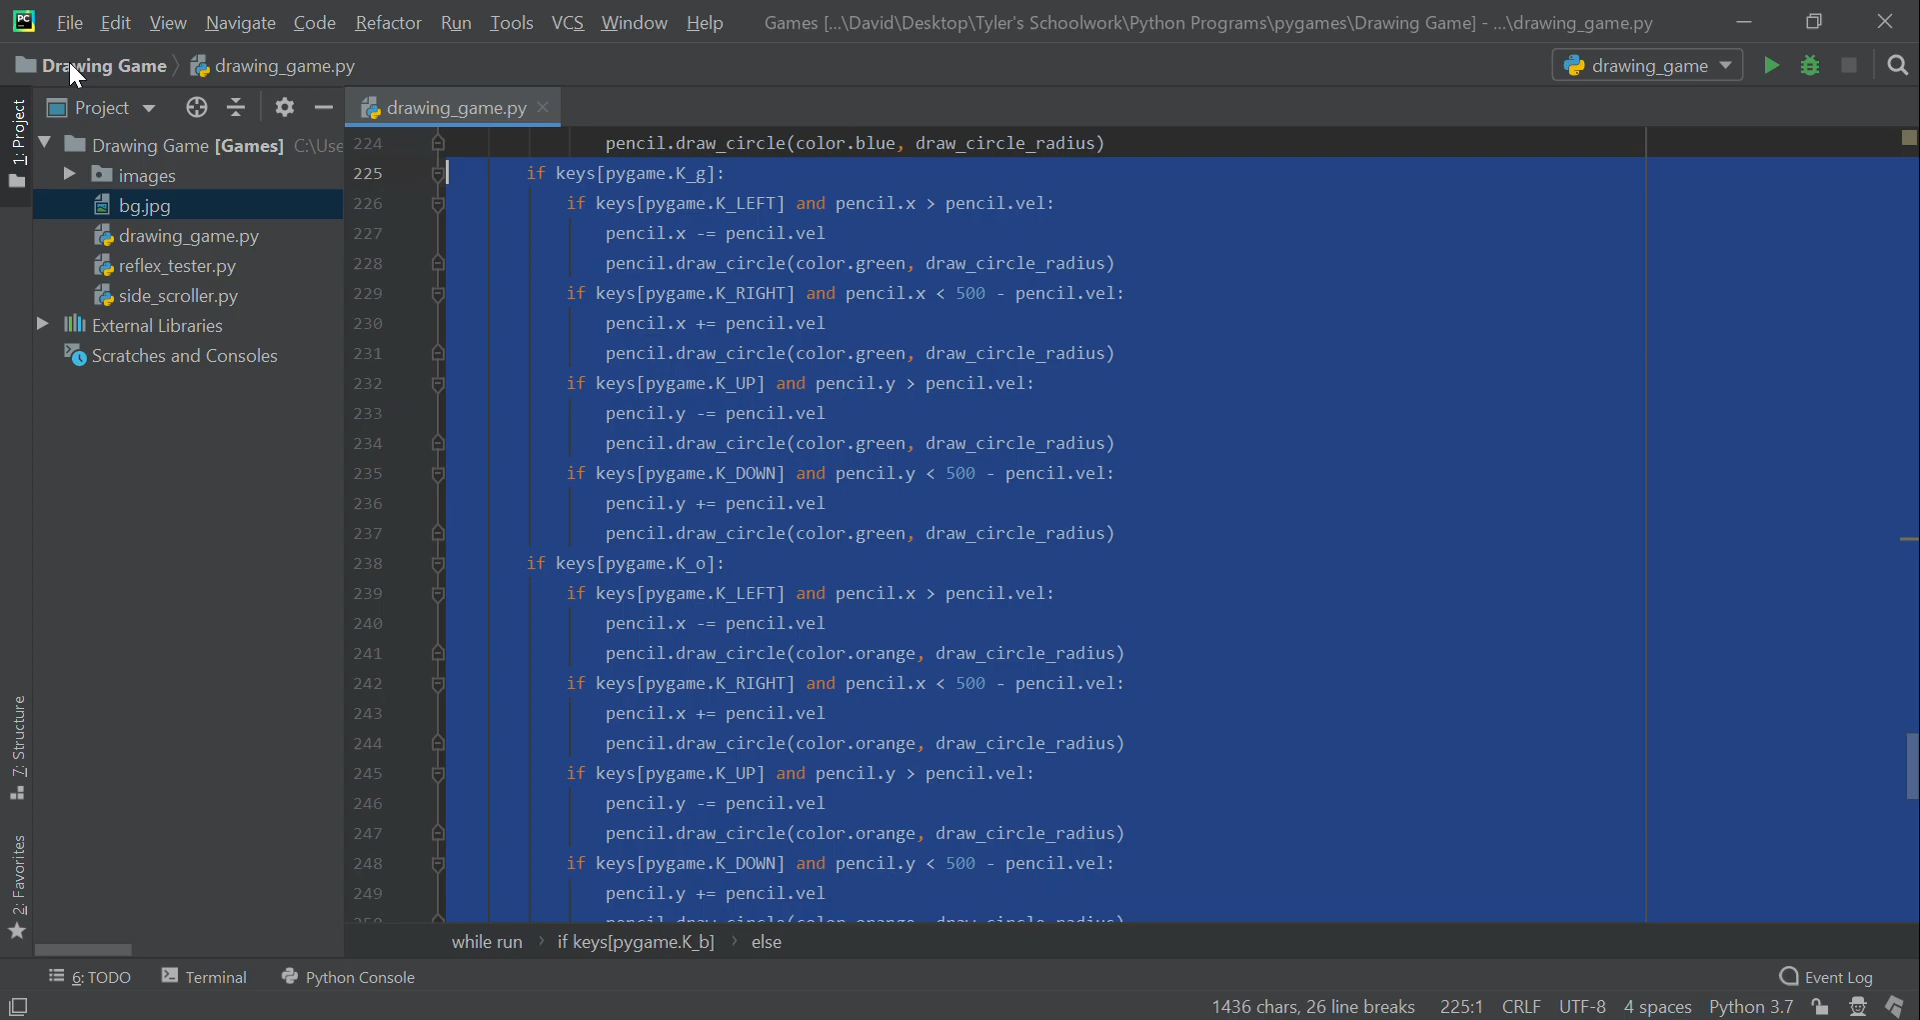 PC File Edit View Navigate Code Refactor Run Tools VCS Window Help Games [...\David\Desktop\Tyler's Schoolwork\Python Programs\pygames\Drawing Game] - ...\drawing_game.py
Drawing Game drawing_game.py drawing_game
Project drawing_game.py
1: Project
Drawing Game [Games] C:\Use
images
bg.jpg
drawing_game.py
reflex_tester.py
side_scroller.py
External Libraries
Scratches and Consoles
7: Structure
2: Favorites
224 pencil.draw_circle(color.blue, draw_circle_radius)
225 if keys[pygame.K_g]:
226 if keys[pygame.K_LEFT] and pencil.x > pencil.vel:
227 pencil.x -= pencil.vel
228 pencil.draw_circle(color.green, draw_circle_radius)
229 if keys[pygame.K_RIGHT] and pencil.x < 500 - pencil.vel:
230 pencil.x += pencil.vel
231 pencil.draw_circle(color.green, draw_circle_radius)
232 if keys[pygame.K_UP] and pencil.y > pencil.vel:
233 pencil.y -= pencil.vel
234 pencil.draw_circle(color.green, draw_circle_radius)
235 if keys[pygame.K_DOWN] and pencil.y < 500 - pencil.vel:
236 pencil.y += pencil.vel
237 pencil.draw_circle(color.green, draw_circle_radius)
238 if keys[pygame.K_o]:
239 if keys[pygame.K_LEFT] and pencil.x > pencil.vel:
240 pencil.x -= pencil.vel
241 pencil.draw_circle(color.orange, draw_circle_radius)
242 if keys[pygame.K_RIGHT] and pencil.x < 500 - pencil.vel:
243 pencil.x += pencil.vel
244 pencil.draw_circle(color.orange, draw_circle_radius)
245 if keys[pygame.K_UP] and pencil.y > pencil.vel:
246 pencil.y -= pencil.vel
247 pencil.draw_circle(color.orange, draw_circle_radius)
248 if keys[pygame.K_DOWN] and pencil.y < 500 - pencil.vel:
249 pencil.y += pencil.vel
while run if keys[pygame.K_b] else
6: TODO Terminal Python Console Event Log
1436 chars, 26 line breaks 225:1 CRLF UTF-8 4 spaces Python 3.7